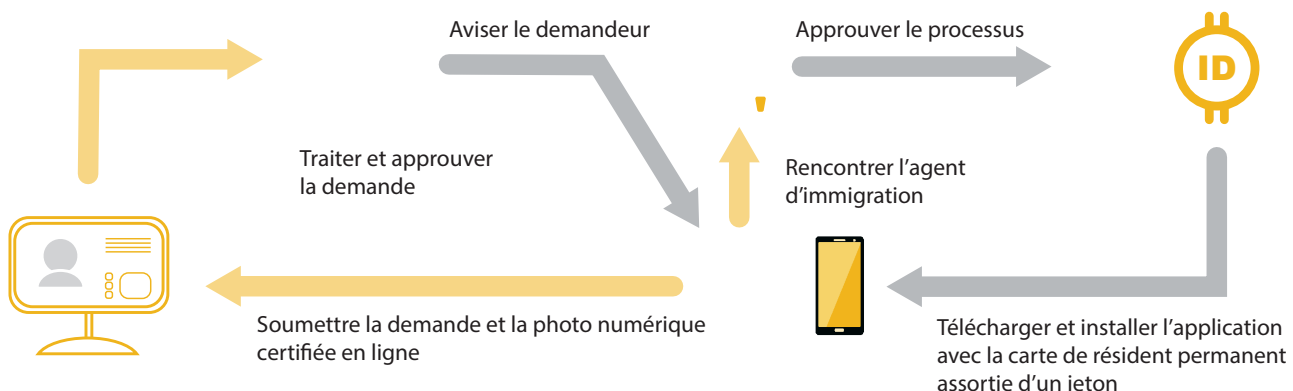 Aviser le demandeur
Approuver le processus
ID
Traiter et approuver
la demande
Rencontrer l’agent
d’immigration
Soumettre la demande et la photo numérique
certifiée en ligne
Télécharger et installer l’application
avec la carte de résident permanent
assortie d’un jeton